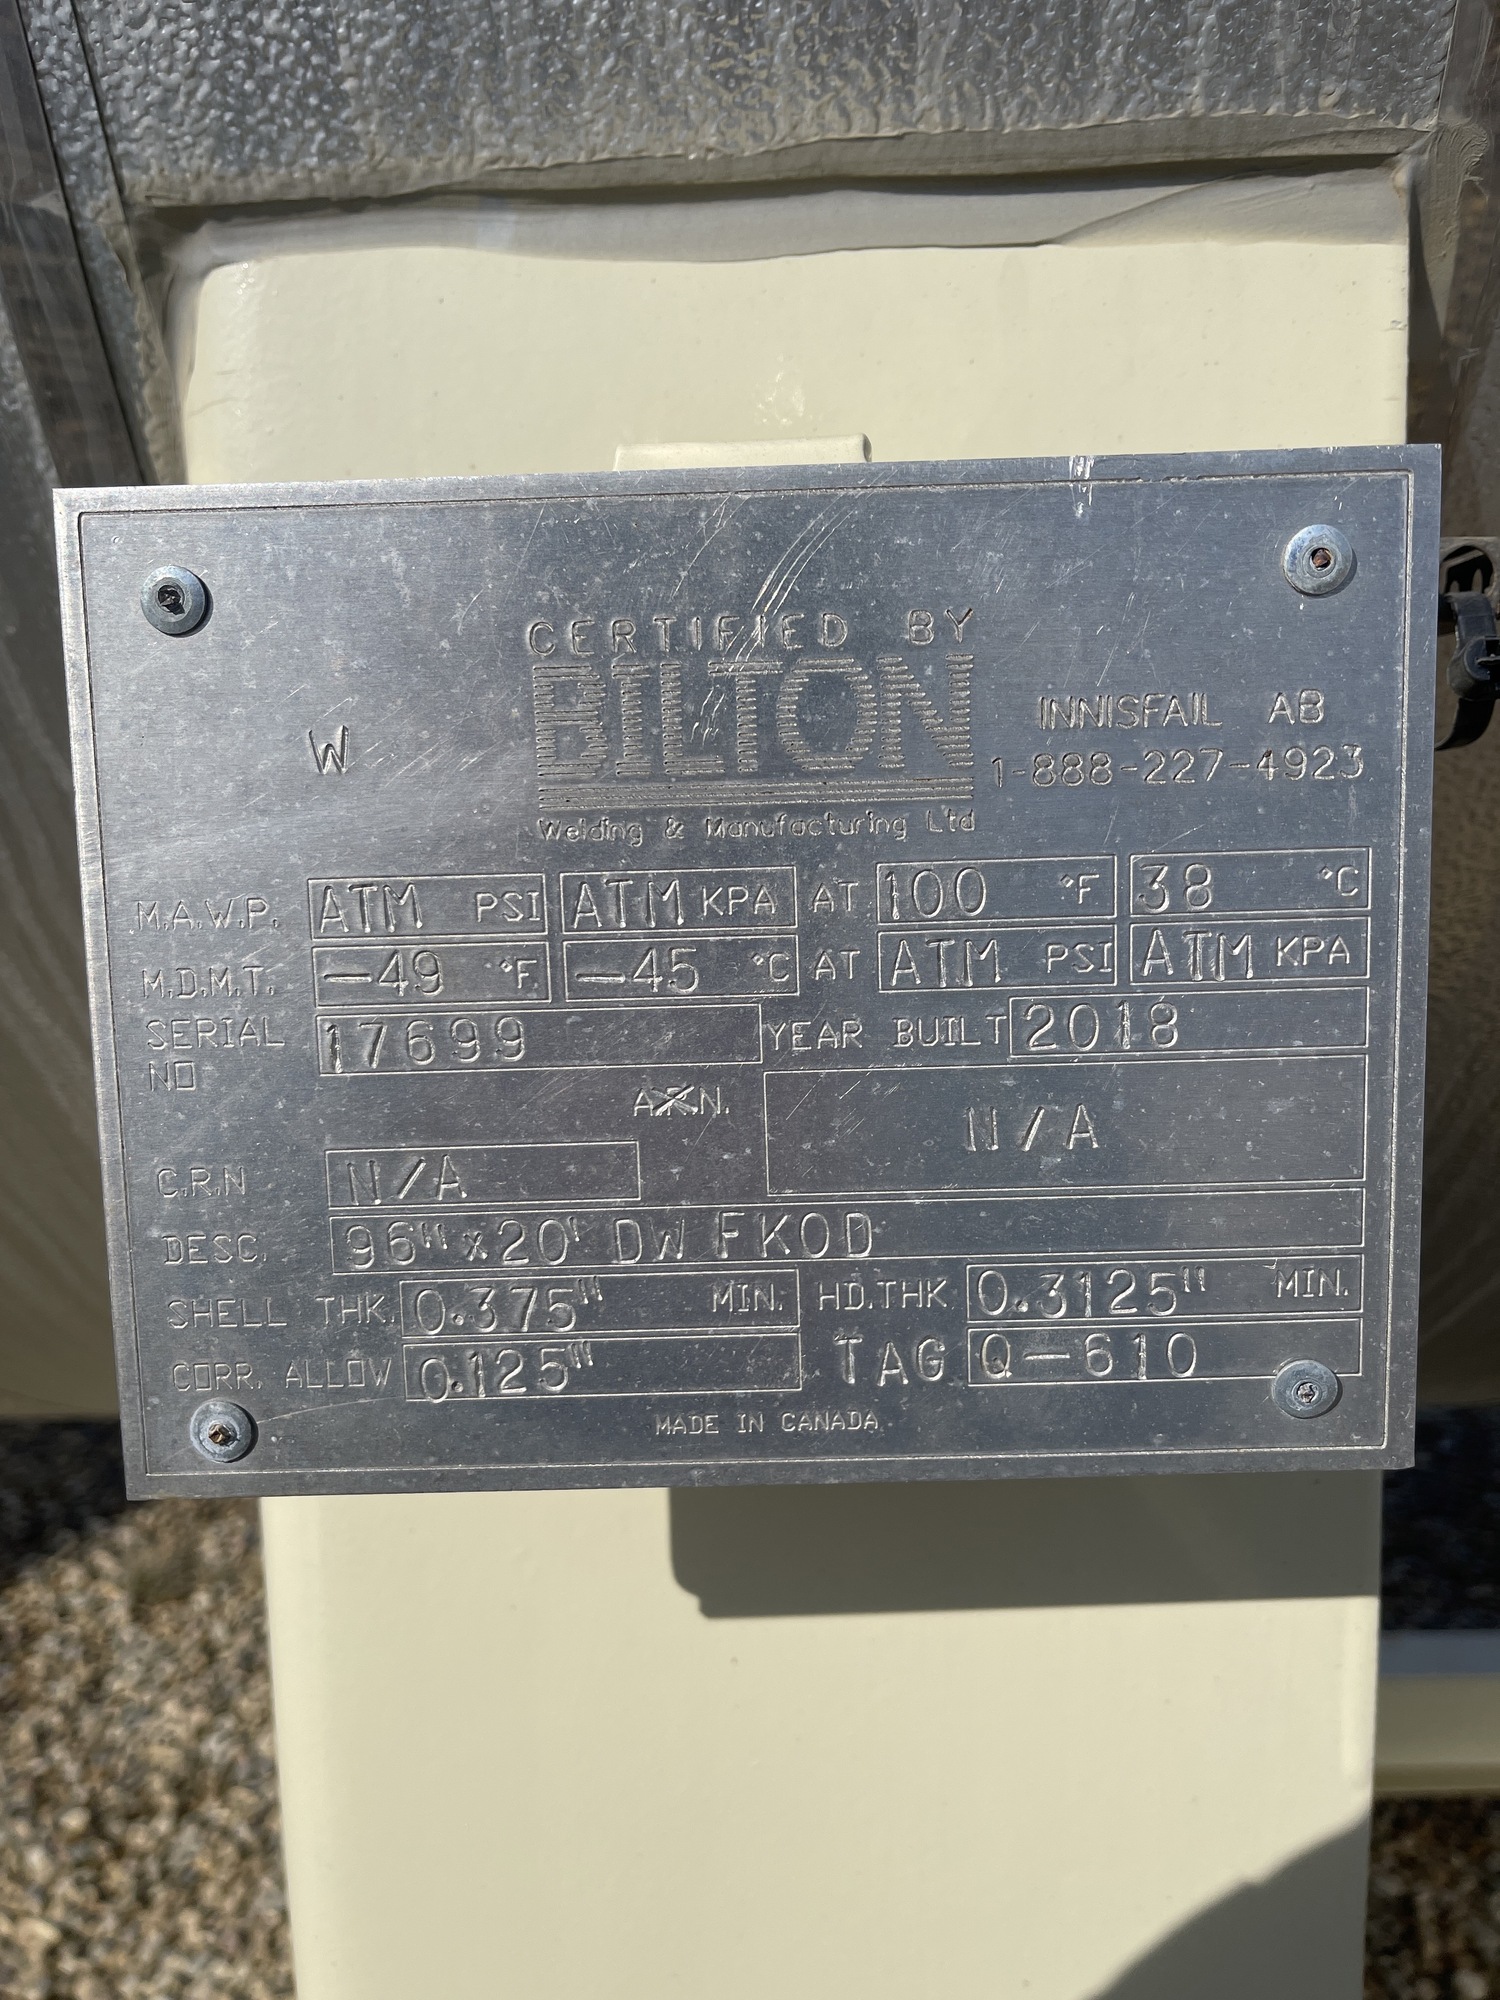 CERTIFIED BY
BILTON
Welding & Manufacturing Ltd
INNISFAIL AB
1-888-227-4923
W
M.A.W.P. ATM PSI ATM KPA AT 100 °F 38 °C
M.D.M.T. -49 °F. -45 °C AT ATM PSI ATM KPA
SERIAL NO 17699 YEAR BUILT 2018
A.R.N. N/A
C.R.N N/A
DESC. 96" x 20' DW FKOD
SHELL THK. 0.375" MIN. HD.THK 0.3125" MIN.
CORR. ALLOW 0.125" TAG Q-610
MADE IN CANADA